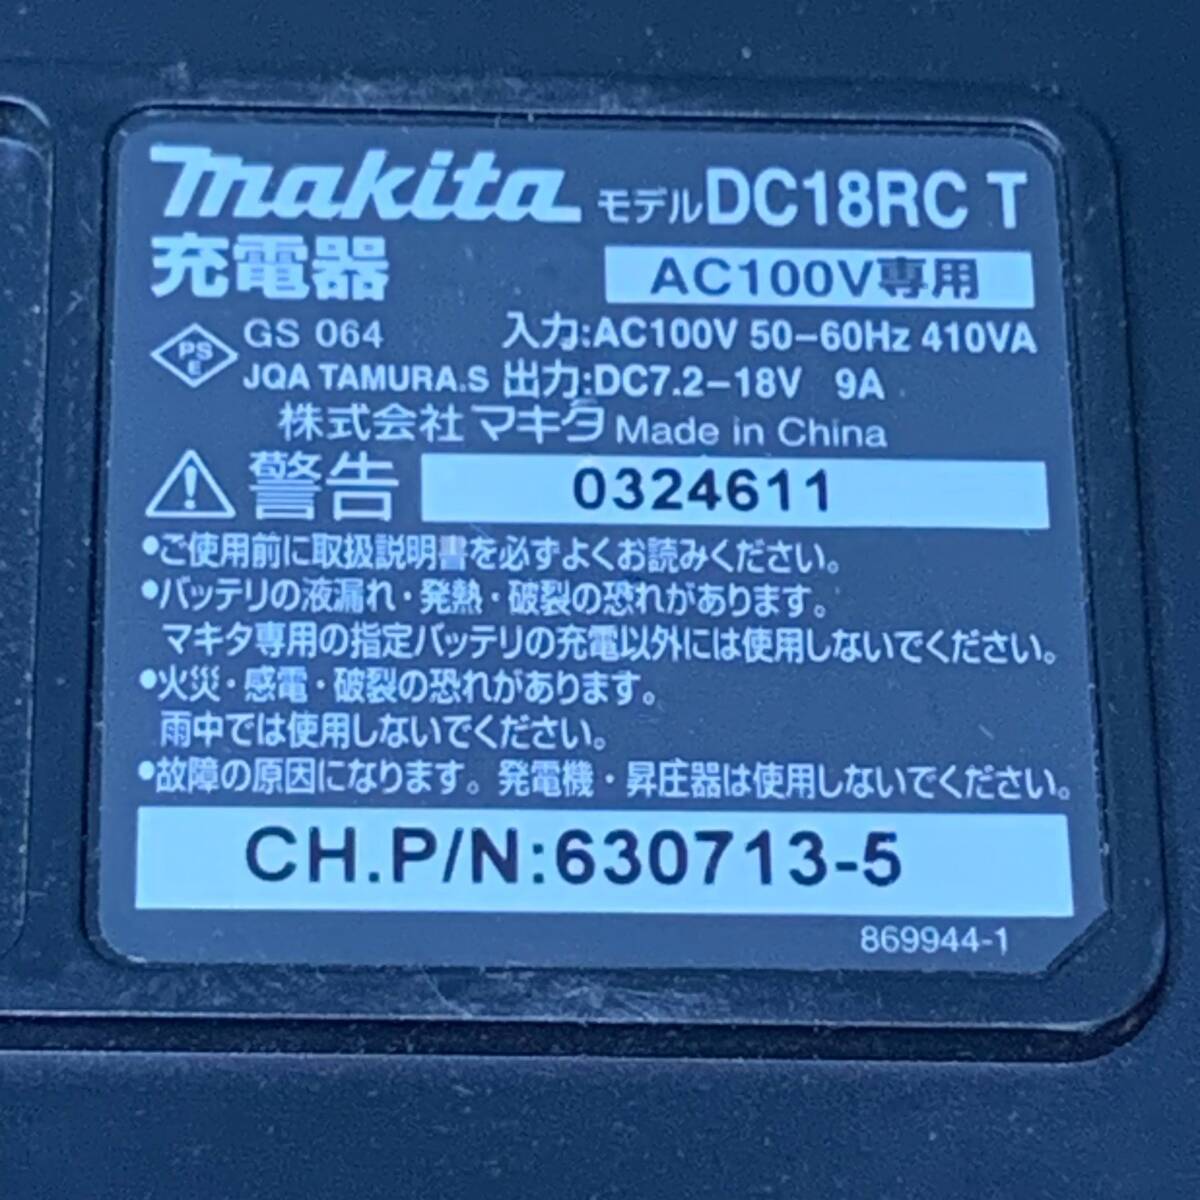 makita モデル DC18RC T
充電器 AC100V専用
PS E GS 064 入力:AC100V 50-60Hz 410VA
JQA TAMURA.S 出力:DC7.2-18V 9A
株式会社 マキタ Made in China
警告 0324611
•ご使用前に取扱説明書を必ずよくお読みください。
•バッテリの液漏れ・発熱・破裂の恐れがあります。
マキタ専用の指定バッテリの充電以外には使用しないでください。
•火災・感電・破裂の恐れがあります。
雨中では使用しないでください。
•故障の原因になります。発電機・昇圧器は使用しないでください。
CH.P/N:630713-5
869944-1